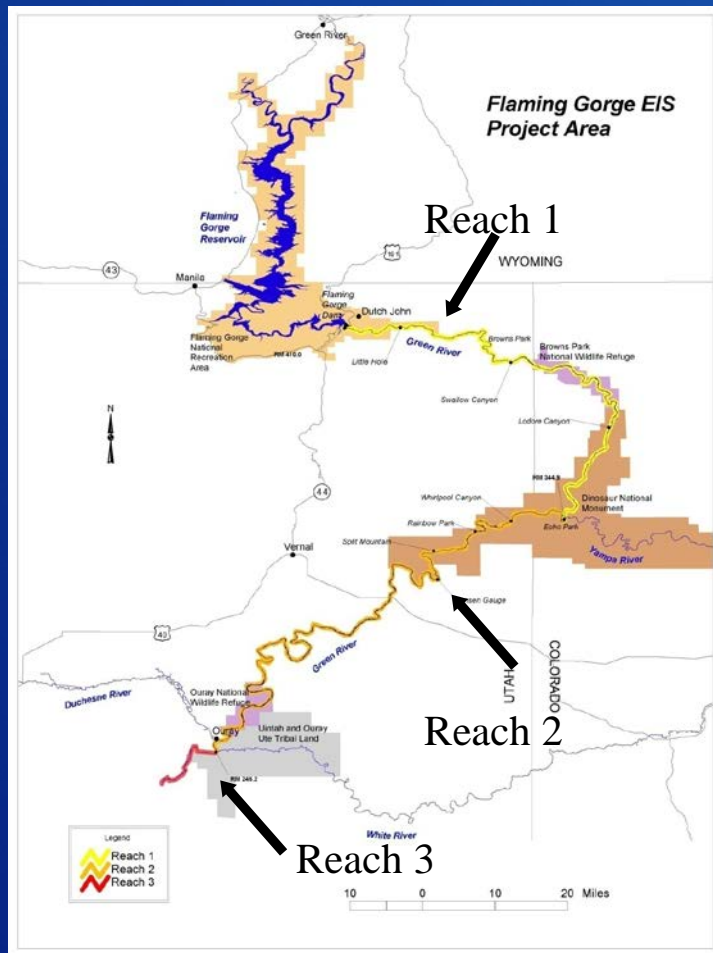 Green River
Flaming Gorge EIS
Project Area
Flaming
Gorge
Reservoir
Reach 1
WYOMING
43
Manila
Flaming
Gorge
Dam
Dutch John
Browns Park
National Wildlife Refuge
Browns Park
Green River
Little Hole
Flaming Gorge
National
Recreation
Area
Swallow Canyon
Lodore Canyon
N
44
Dinosaur National
Monument
Whirlpool Canyon
Rainbow Park
Echo Park
Split Mountain
Yampa River
Vernal
Gauge
40
Green River
UTAH
COLORADO
Duchesne River
Ouray National
Wildlife Refuge
Reach 2
Ouray
Uintah and Ouray
Ute Tribal Land
White River
Reach 3
Legend
Reach 1
Reach 2
Reach 3
10 0 10 20 Miles